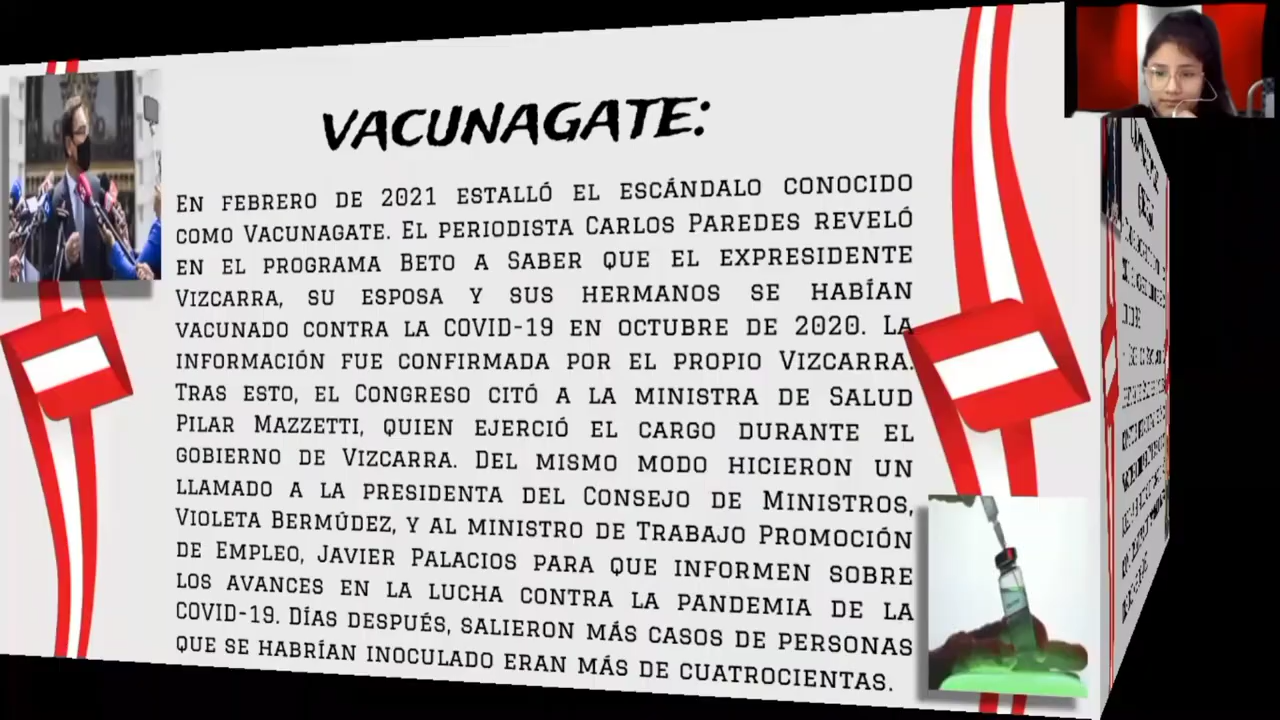 VACUNAGATE:
EN FEBRERO DE 2021 ESTALLÓ EL ESCÁNDALO CONOCIDO
COMO VACUNAGATE. EL PERIODISTA CARLOS PAREDES REVELÓ
EN EL PROGRAMA BETO A SABER QUE EL EXPRESIDENTE
VIZCARRA, SU ESPOSA Y SUS HERMANOS SE HABÍAN
VACUNADO CONTRA LA COVID-19 EN OCTUBRE DE 2020. LA
INFORMACIÓN FUE CONFIRMADA POR EL PROPIO VIZCARRA.
TRAS ESTO, EL CONGRESO CITÓ A LA MINISTRA DE SALUD
PILAR MAZZETTI, QUIEN EJERCIÓ EL CARGO DURANTE EL
GOBIERNO DE VIZCARRA. DEL MISMO MODO HICIERON UN
LLAMADO A LA PRESIDENTA DEL CONSEJO DE MINISTROS,
VIOLETA BERMÚDEZ, Y AL MINISTRO DE TRABAJO PROMOCIÓN
DE EMPLEO, JAVIER PALACIOS PARA QUE INFORMEN SOBRE
LOS AVANCES EN LA LUCHA CONTRA LA PANDEMIA DE LA
COVID-19. DÍAS DESPUÉS, SALIERON MÁS CASOS DE PERSONAS
QUE SE HABRÍAN INOCULADO ERAN MÁS DE CUATROCIENTAS.